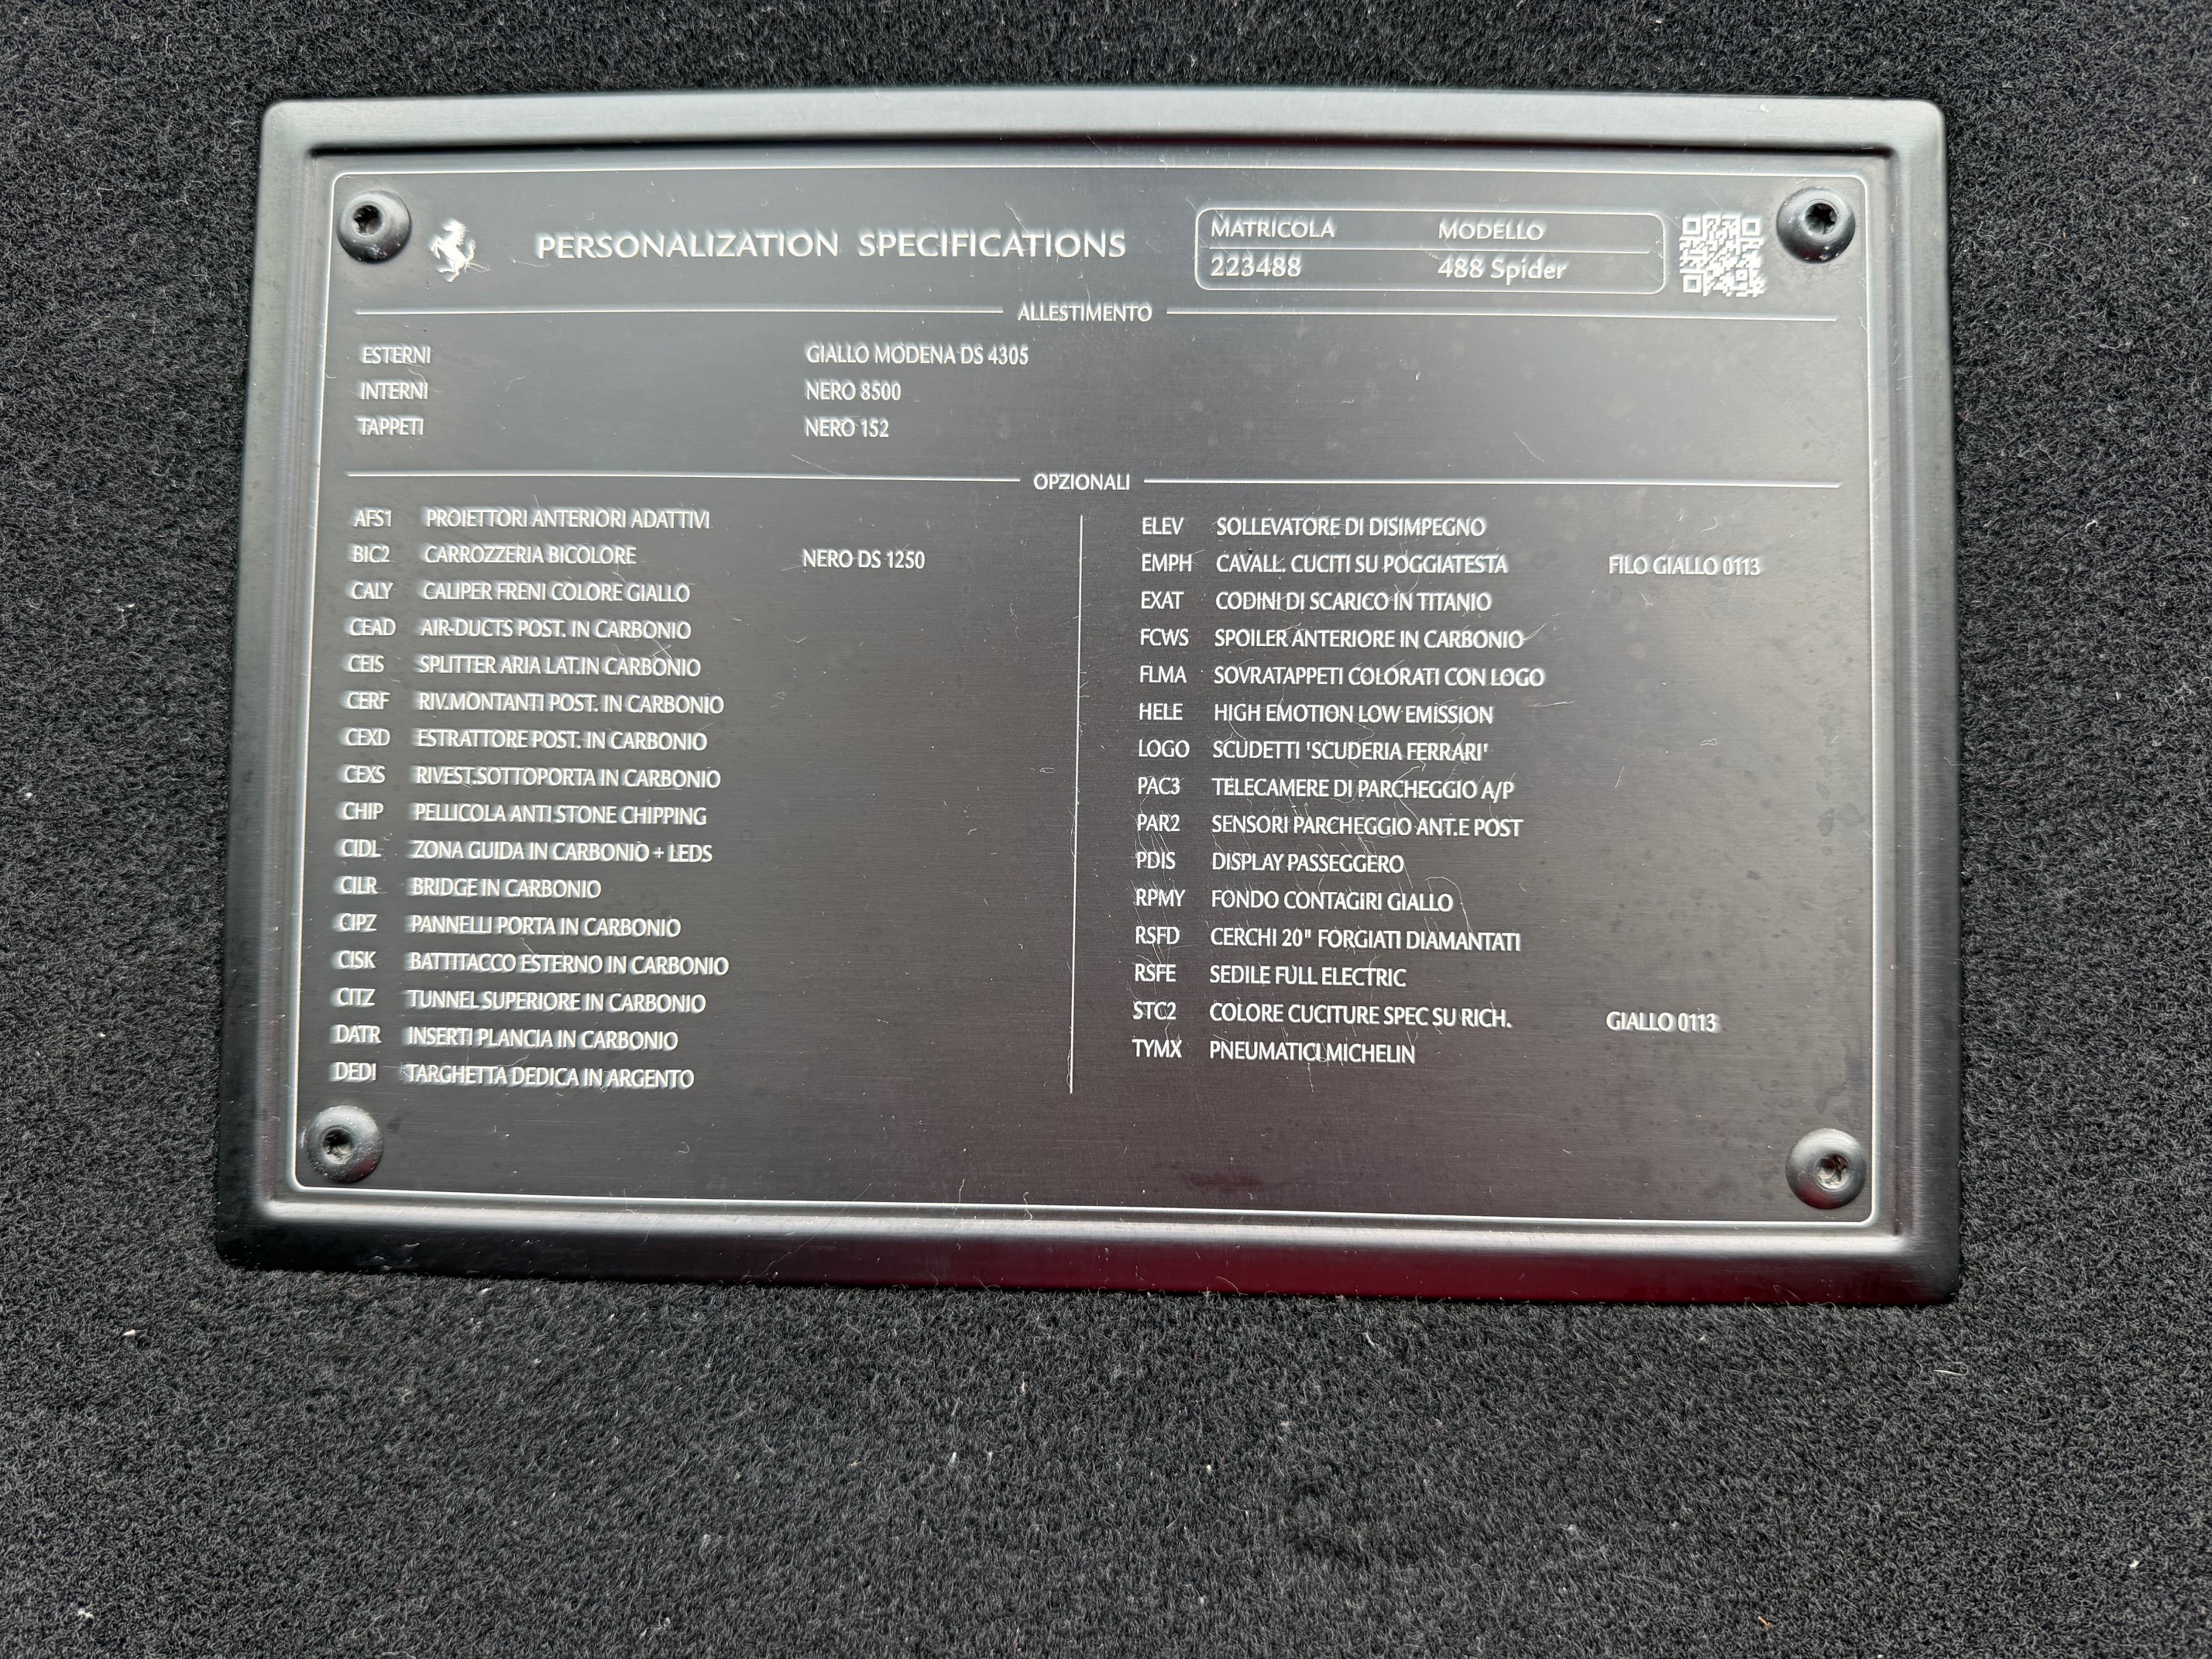 PERSONALIZATION SPECIFICATIONS
MATRICOLA MODELLO
223488 488 Spider
ALLESTIMENTO
ESTERNI GIALLO MODENA DS 4305
INTERNI NERO 8500
TAPPETI NERO 152
OPZIONALI
AFS1 PROIETTORI ANTERIORI ADATTIVI
BIC2 CARROZZERIA BICOLORE NERO DS 1250
CALY CALIPER FRENI COLORE GIALLO
CEAD AIR-DUCTS POST. IN CARBONIO
CEIS SPLITTER ARIA LAT.IN CARBONIO
CERF RIV.MONTANTI POST. IN CARBONIO
CEXD ESTRATTORE POST. IN CARBONIO
CEXS RIVEST.SOTTOPORTA IN CARBONIO
CHIP PELLICOLA ANTI STONE CHIPPING
CIDL ZONA GUIDA IN CARBONIO + LEDS
CILR BRIDGE IN CARBONIO
CIPZ PANNELLI PORTA IN CARBONIO
CISK BATTITACCO ESTERNO IN CARBONIO
CITZ TUNNEL SUPERIORE IN CARBONIO
DATR INSERTI PLANCIA IN CARBONIO
DEDI TARGHETTA DEDICA IN ARGENTO
ELEV SOLLEVATORE DI DISIMPEGNO
EMPH CAVALL. CUCITI SU POGGIATESTA FILO GIALLO 0113
EXAT CODINI DI SCARICO IN TITANIO
FCWS SPOILER ANTERIORE IN CARBONIO
FLMA SOVRATAPPETI COLORATI CON LOGO
HELE HIGH EMOTION LOW EMISSION
LOGO SCUDETTI 'SCUDERIA FERRARI'
PAC3 TELECAMERE DI PARCHEGGIO A/P
PAR2 SENSORI PARCHEGGIO ANT.E POST
PDIS DISPLAY PASSEGGERO
RPMY FONDO CONTAGIRI GIALLO
RSFD CERCHI 20" FORGIATI DIAMANTATI
RSFE SEDILE FULL ELECTRIC
STC2 COLORE CUCITURE SPEC SU RICH. GIALLO 0113
TYMX PNEUMATICI MICHELIN